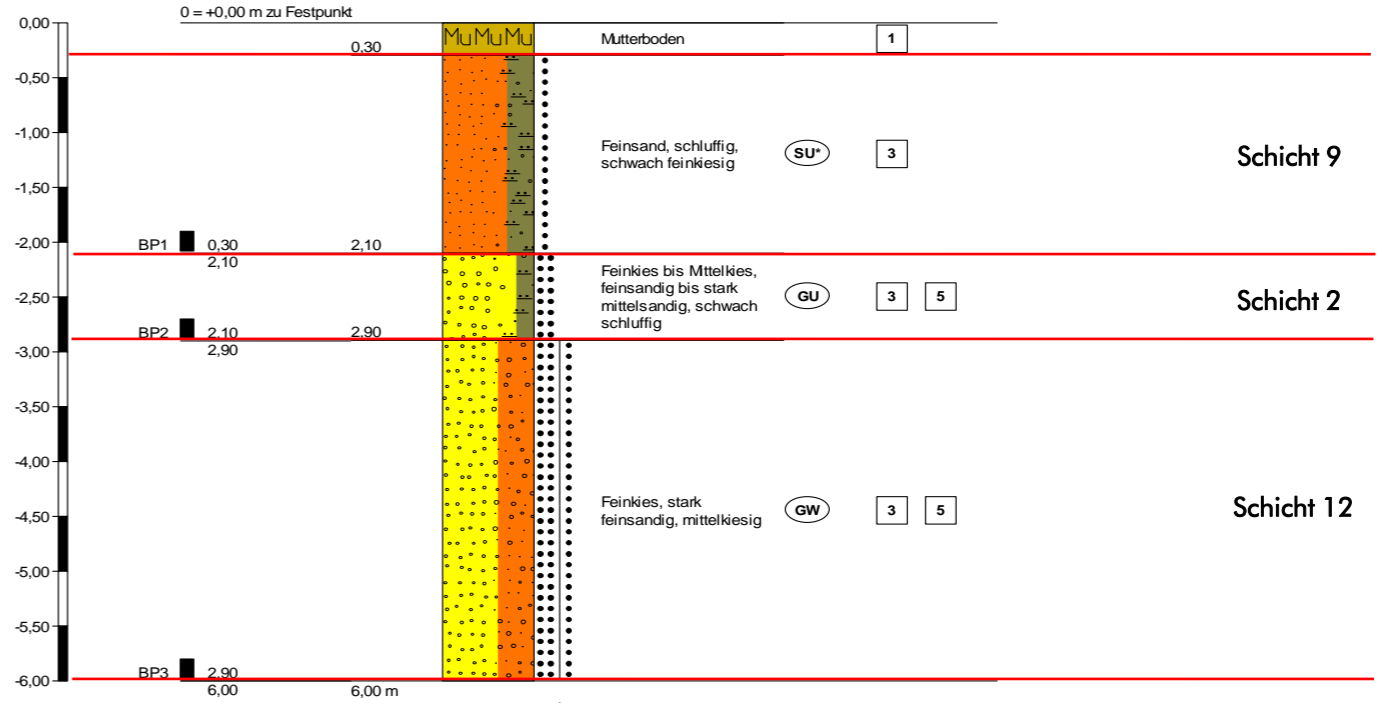 0 = +0,00 m zu Festpunkt
0,00
MuMuMu
Mutterboden
1
0,30
-0,50
-1,00
Feinsand, schluffig,
schwach feinkiesig
SU*
3
Schicht 9
-1,50
-2,00
BP1
0,30
2,10
2,10
Feinkies bis Mittelkies,
feinsandig bis stark
mittelsandig, schwach
schluffig
GU
3
5
Schicht 2
-2,50
BP2
2,10
2,90
2,90
-3,00
-3,50
-4,00
Feinkies, stark
feinsandig, mittelkiesig
GW
3
5
Schicht 12
-4,50
-5,00
-5,50
BP3
2,90
-6,00
6,00
6,00 m